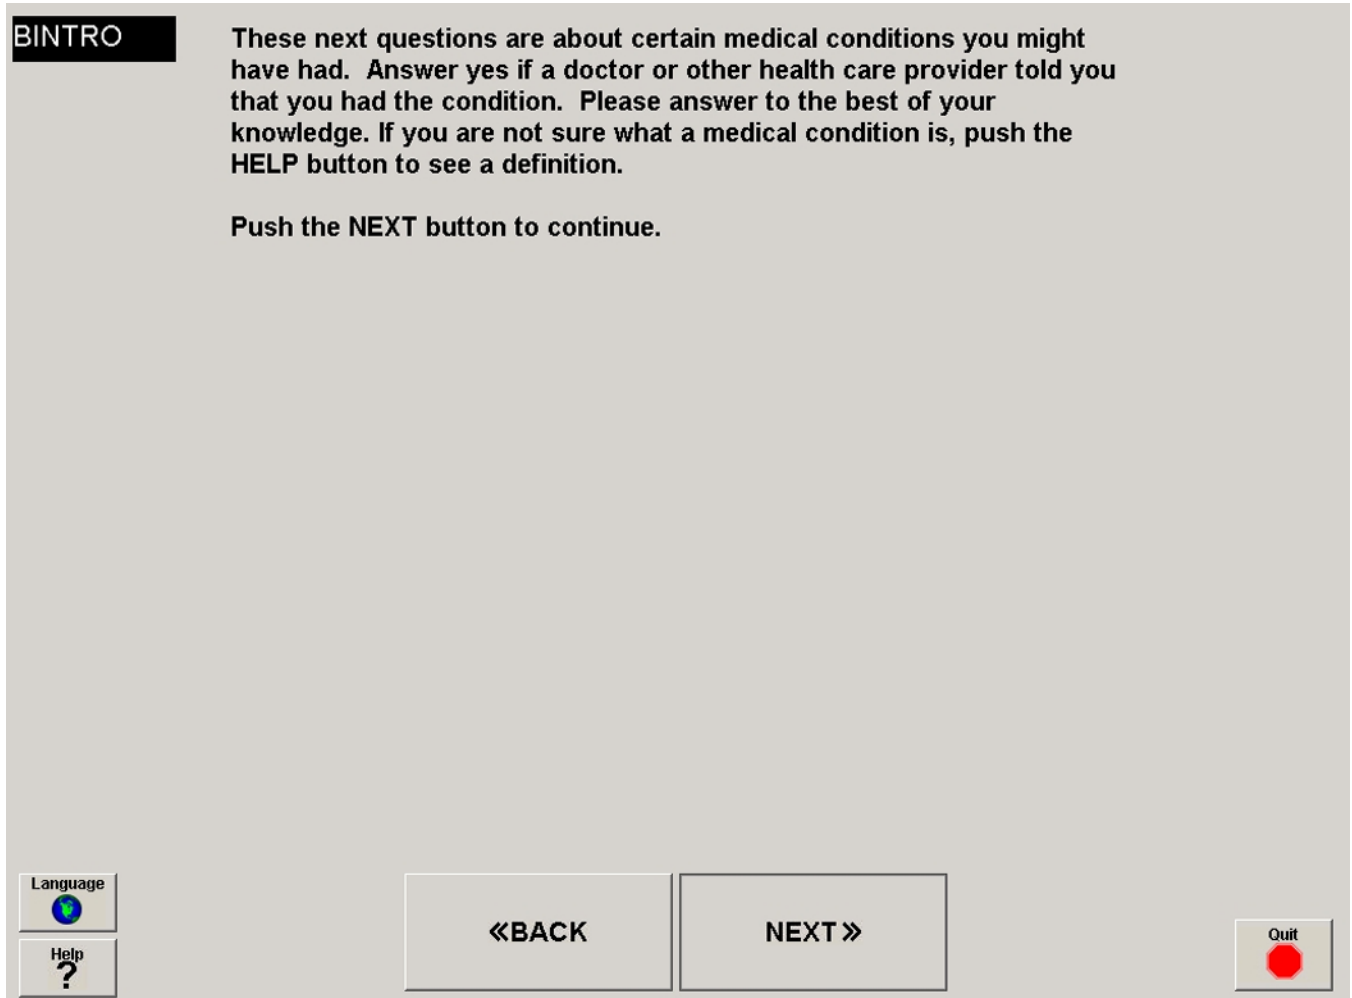 BINTRO
These next questions are about certain medical conditions you might
have had.  Answer yes if a doctor or other health care provider told you
that you had the condition.  Please answer to the best of your
knowledge. If you are not sure what a medical condition is, push the
HELP button to see a definition.
Push the NEXT button to continue.
Language
«BACK
NEXT»
Help
?
Quit